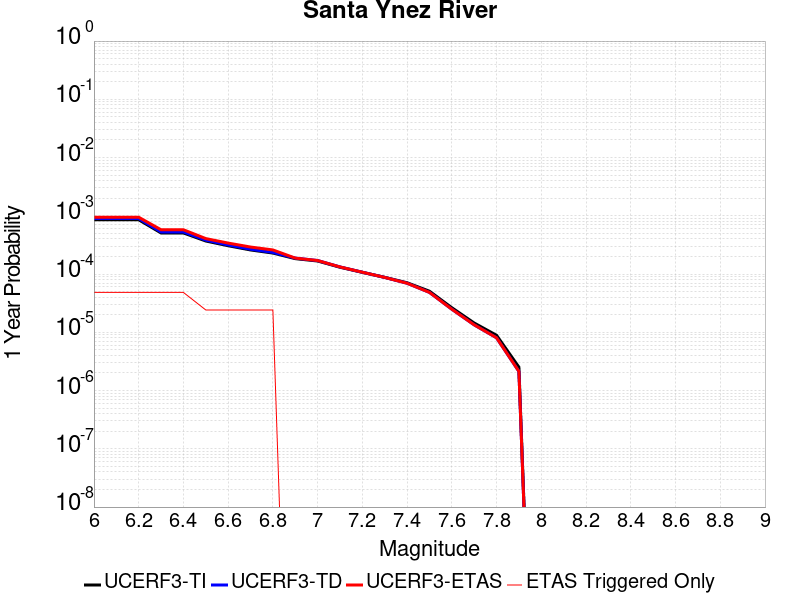 Santa Ynez River
1 Year Probability
10^0
10^-1
10^-2
10^-3
10^-4
10^-5
10^-6
10^-7
10^-8
6 6.2 6.4 6.6 6.8 7 7.2 7.4 7.6 7.8 8 8.2 8.4 8.6 8.8 9
Magnitude
UCERF3-TI UCERF3-TD UCERF3-ETAS ETAS Triggered Only